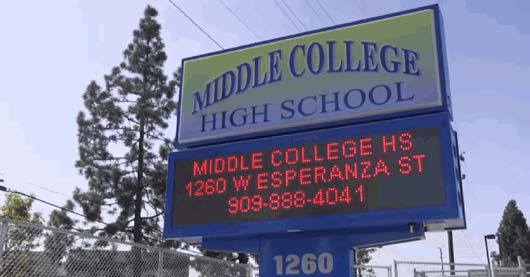 MIDDLE COLLEGE
HIGH SCHOOL
MIDDLE COLLEGE HS
1260 W ESPERANZA ST
909-888-4041
1260